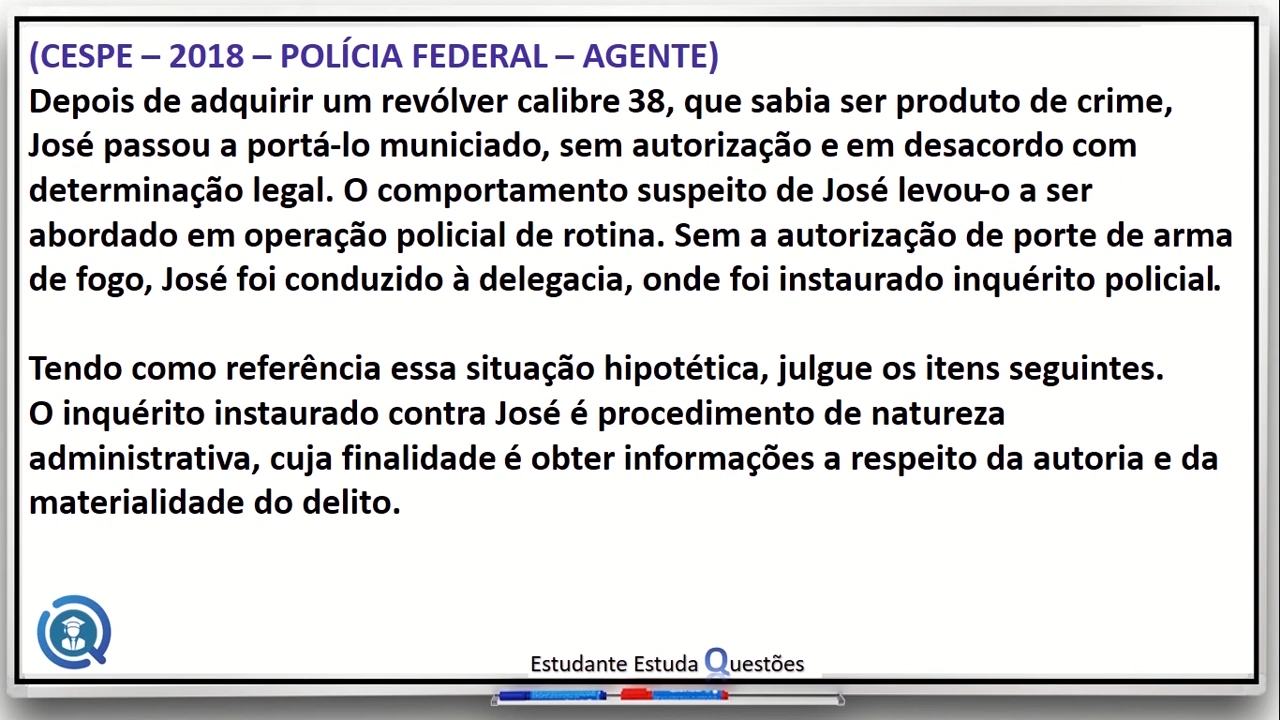 (CESPE – 2018 – POLÍCIA FEDERAL – AGENTE)
Depois de adquirir um revólver calibre 38, que sabia ser produto de crime,
José passou a portá-lo municiado, sem autorização e em desacordo com
determinação legal. O comportamento suspeito de José levou-o a ser
abordado em operação policial de rotina. Sem a autorização de porte de arma
de fogo, José foi conduzido à delegacia, onde foi instaurado inquérito policial.
Tendo como referência essa situação hipotética, julgue os itens seguintes.
O inquérito instaurado contra José é procedimento de natureza
administrativa, cuja finalidade é obter informações a respeito da autoria e da
materialidade do delito.
Estudante Estuda Questões